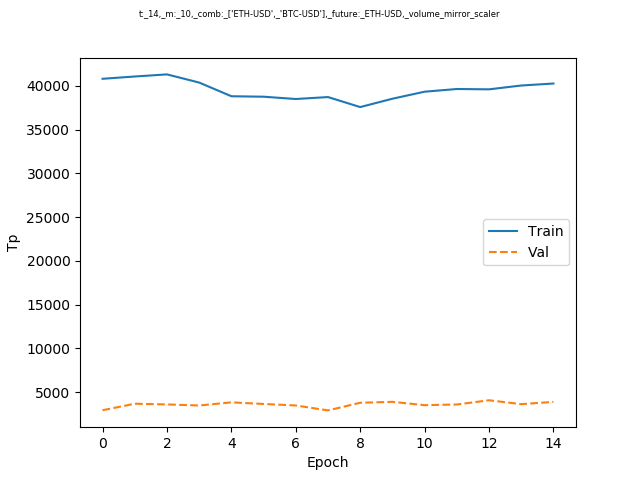 t:_14,_m:_10,_comb:_['ETH-USD',_'BTC-USD'],_future:_ETH-USD,_volume_mirror_scaler
40000
35000
30000
25000
20000
15000
10000
5000
Tp
Train
Val
0 2 4 6 8 10 12 14
Epoch